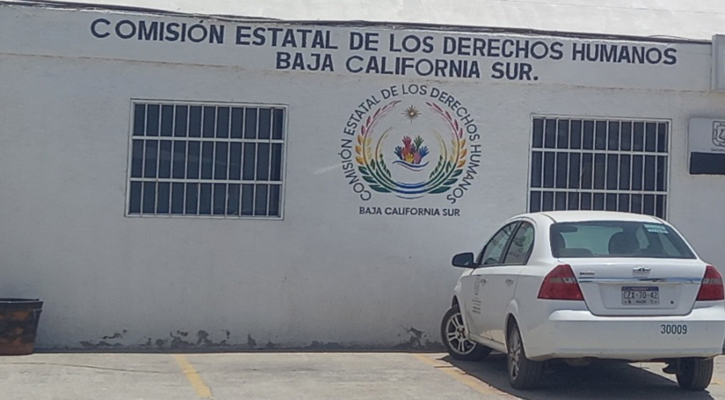 COMISIÓN ESTATAL DE LOS DERECHOS HUMANOS
BAJA CALIFORNIA SUR.
COMISIÓN ESTATAL DE LOS DERECHOS HUMANOS
BAJA CALIFORNIA SUR
30009